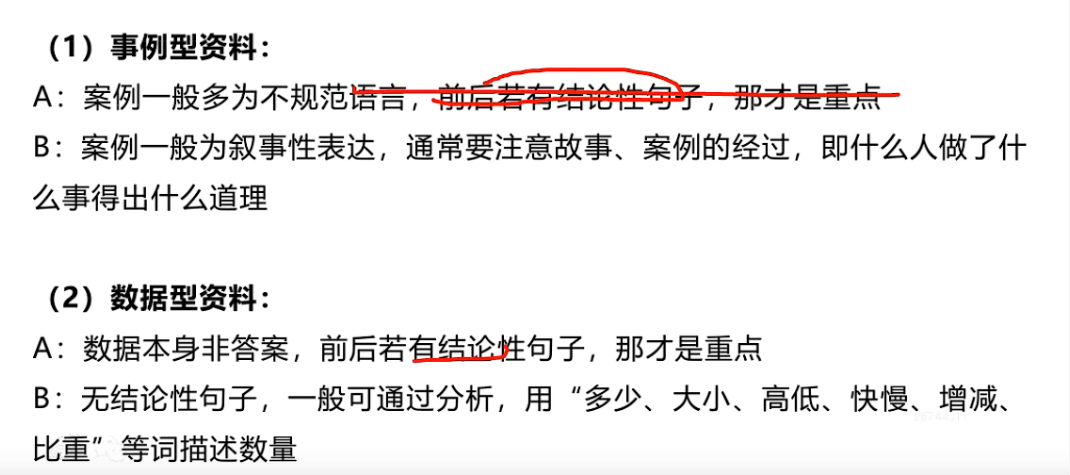 （1）事例型资料：
A：案例一般多为不规范语言，前后若有结论性句子，那才是重点
B：案例一般为叙事性表达，通常要注意故事、案例的经过，即什么人做了什
么事得出什么道理
（2）数据型资料：
A：数据本身非答案，前后若有结论性句子，那才是重点
B：无结论性句子，一般可通过分析，用“多少、大小、高低、快慢、增减、
比重”等词描述数量